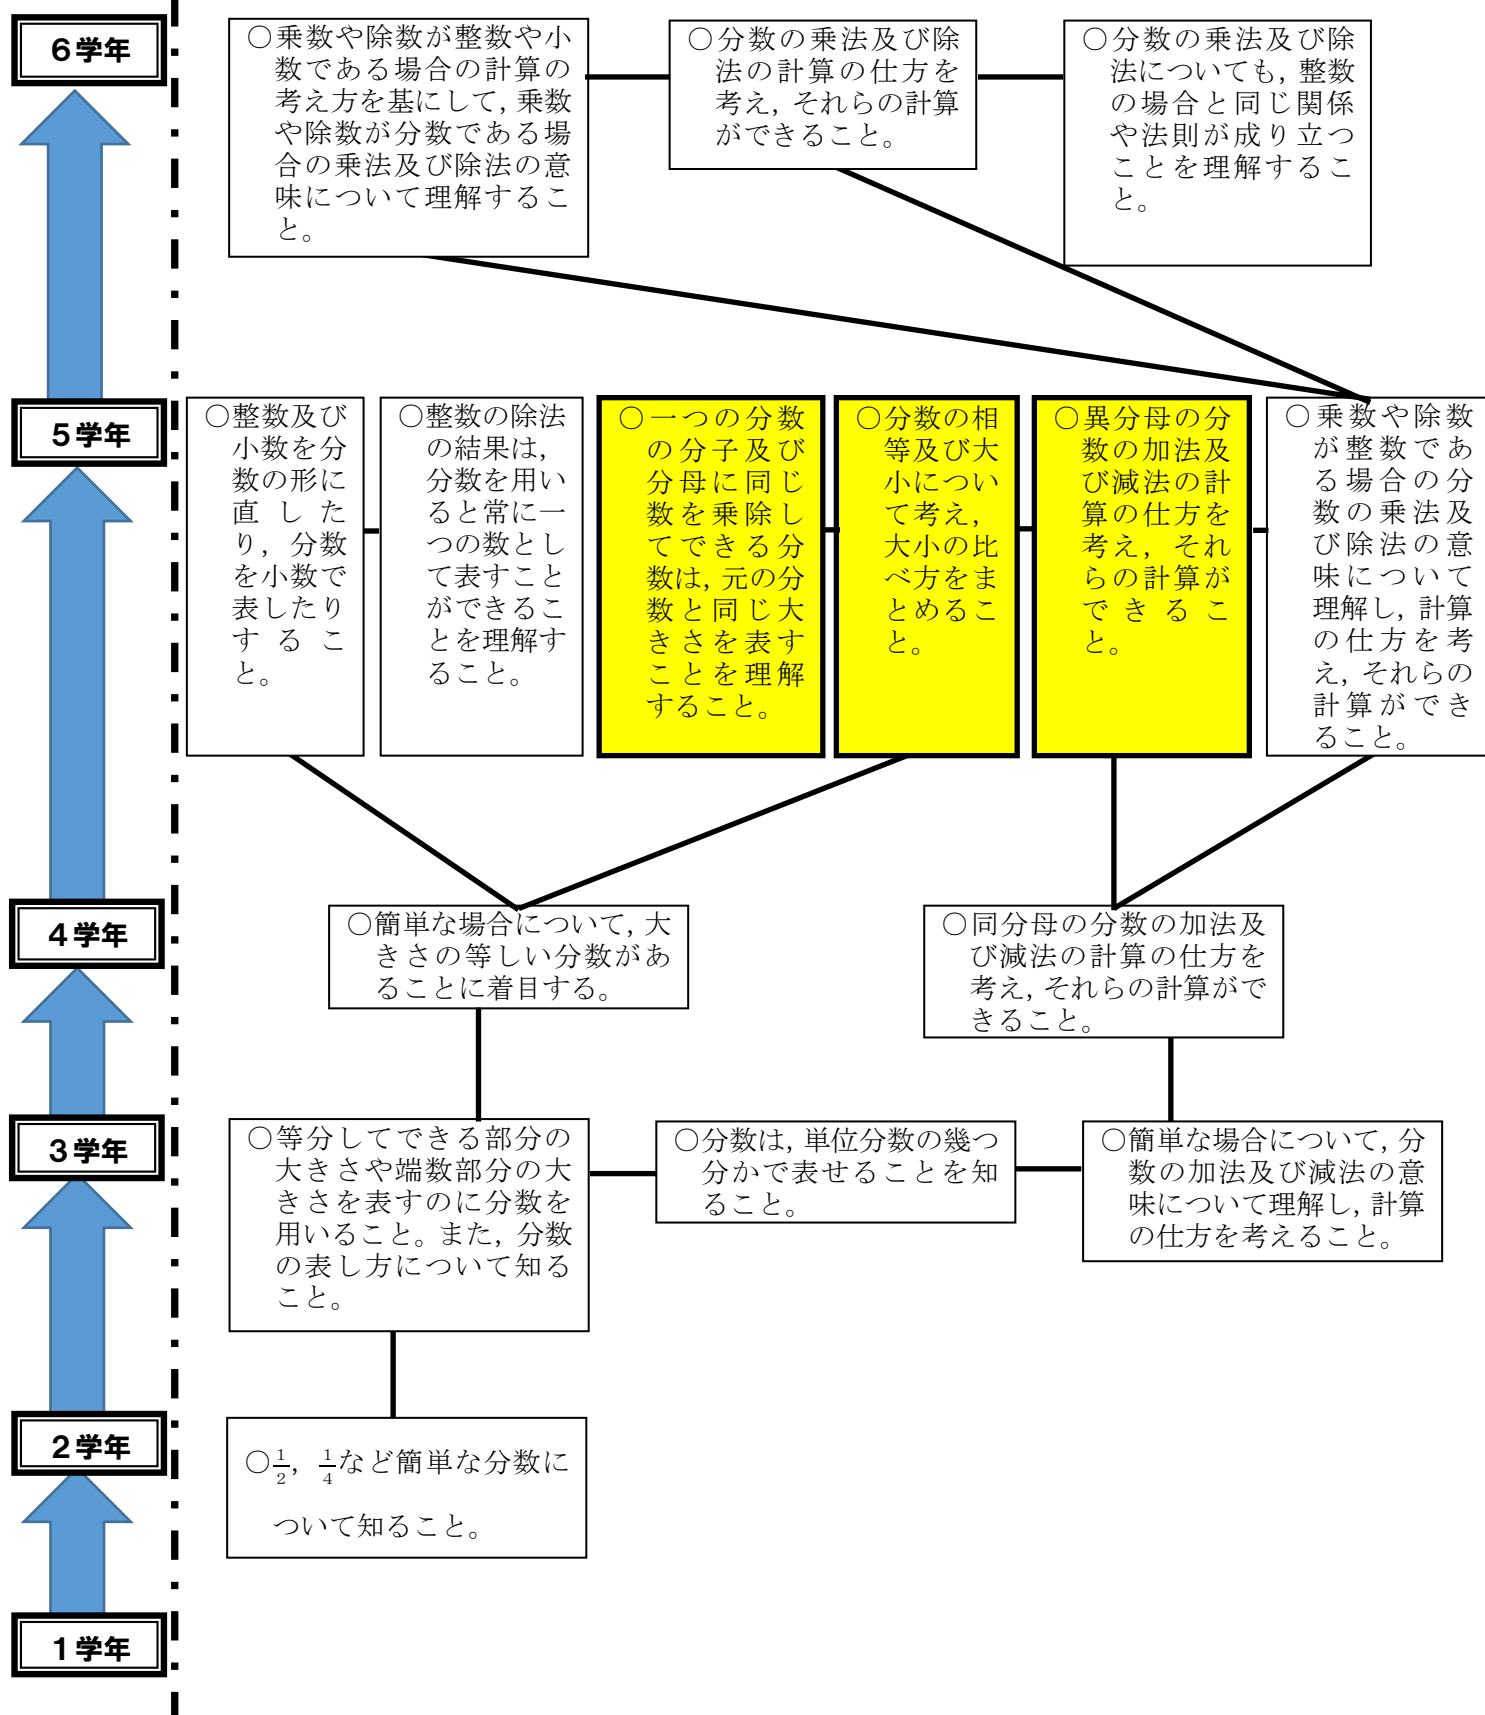 6学年
○乗数や除数が整数や小
数である場合の計算の
考え方を基にして,乗数
や除数が分数である場
合の乗法及び除法の意
味について理解するこ
と。
○分数の乗法及び除
法の計算の仕方を
考え,それらの計算
ができること。
○分数の乗法及び除
法についても,整数
の場合と同じ関係
や法則が成り立つ
ことを理解するこ
と。
5学年
○整数及び
小数を分
数の形に
直した
り,分数
を小数で
表したり
するこ
と。
○整数の除法
の結果は,
分数を用い
ると常に一
つの数とし
て表すこと
ができるこ
とを理解す
ること。
○一つの分数
の分子及び
分母に同じ
数を乗除し
てできる分
数は,元の分
数と同じ大
きさを表す
ことを理解
すること。
○分数の相
等及び大
小につい
て考え,
大小の比
べ方をま
とめるこ
と。
○異分母の分
数の加法及
び減法の計
算の仕方を
考え,それ
らの計算が
できるこ
と。
○乗数や除数
が整数であ
る場合の分
数の乗法及
び除法の意
味について
理解し,計算
の仕方を考
え,それらの
計算ができ
ること。
4学年
○簡単な場合について,大
きさの等しい分数があ
ることに着目する。
○同分母の分数の加法及
び減法の計算の仕方を
考え,それらの計算がで
きること。
3学年
○等分してできる部分の
大きさや端数部分の大
きさを表すのに分数を
用いること。また,分数
の表し方について知る
こと。
○分数は,単位分数の幾つ
分かで表せることを知
ること。
○簡単な場合について,分
数の加法及び減法の意
味について理解し,計算
の仕方を考えること。
2学年
○1/2,1/4など簡単な分数に
ついて知ること。
1学年